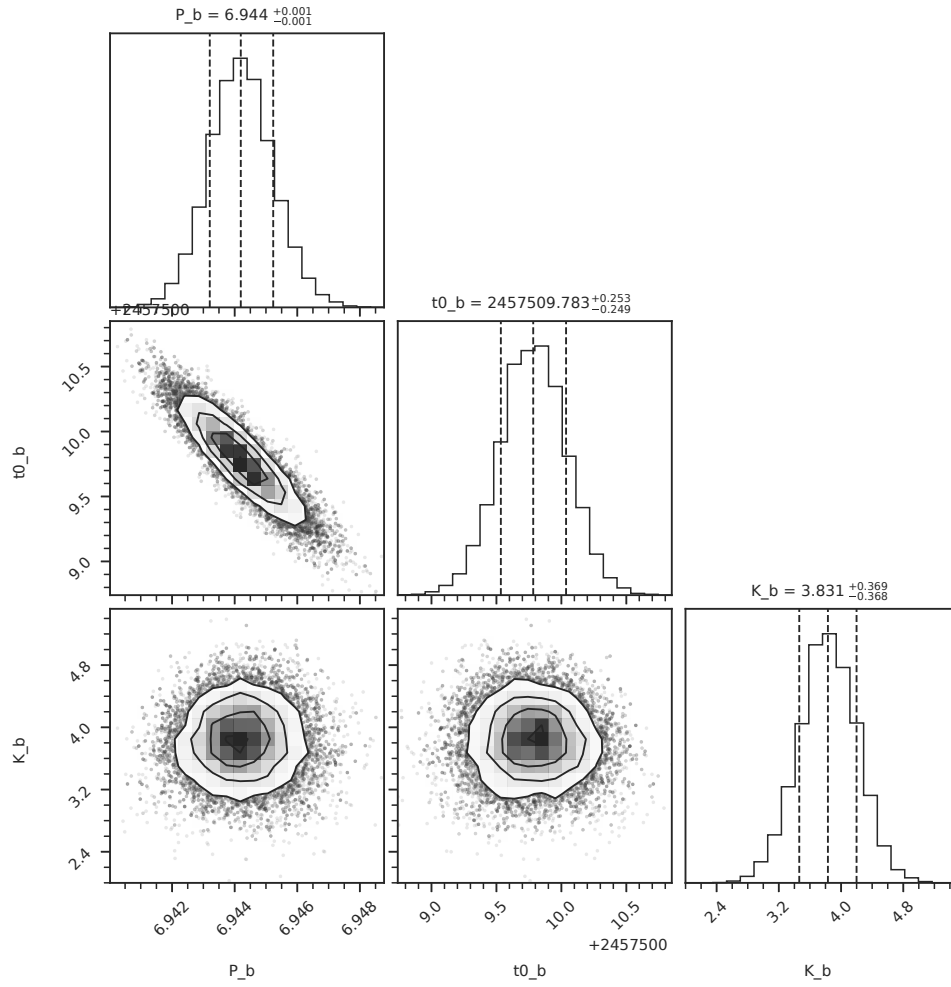 P_b = 6.944 +0.001 −0.001
+2457500
t0_b = 2457509.783 +0.253 −0.249
10.5
10.0
9.5
9.0
t0_b
K_b = 3.831 +0.369 −0.368
4.8
4.0
3.2
2.4
K_b
6.942 6.944 6.946 6.948
9.0 9.5 10.0 10.5
2.4 3.2 4.0 4.8
+2457500
P_b t0_b K_b